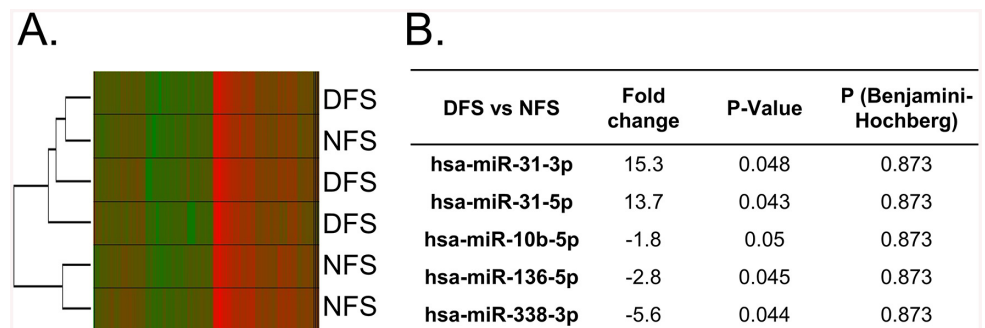 A.
DFS
NFS
DFS
DFS
NFS
NFS
B.
DFS vs NFS Fold change P-Value P (Benjamini-Hochberg)
hsa-miR-31-3p 15.3 0.048 0.873
hsa-miR-31-5p 13.7 0.043 0.873
hsa-miR-10b-5p -1.8 0.05 0.873
hsa-miR-136-5p -2.8 0.045 0.873
hsa-miR-338-3p -5.6 0.044 0.873